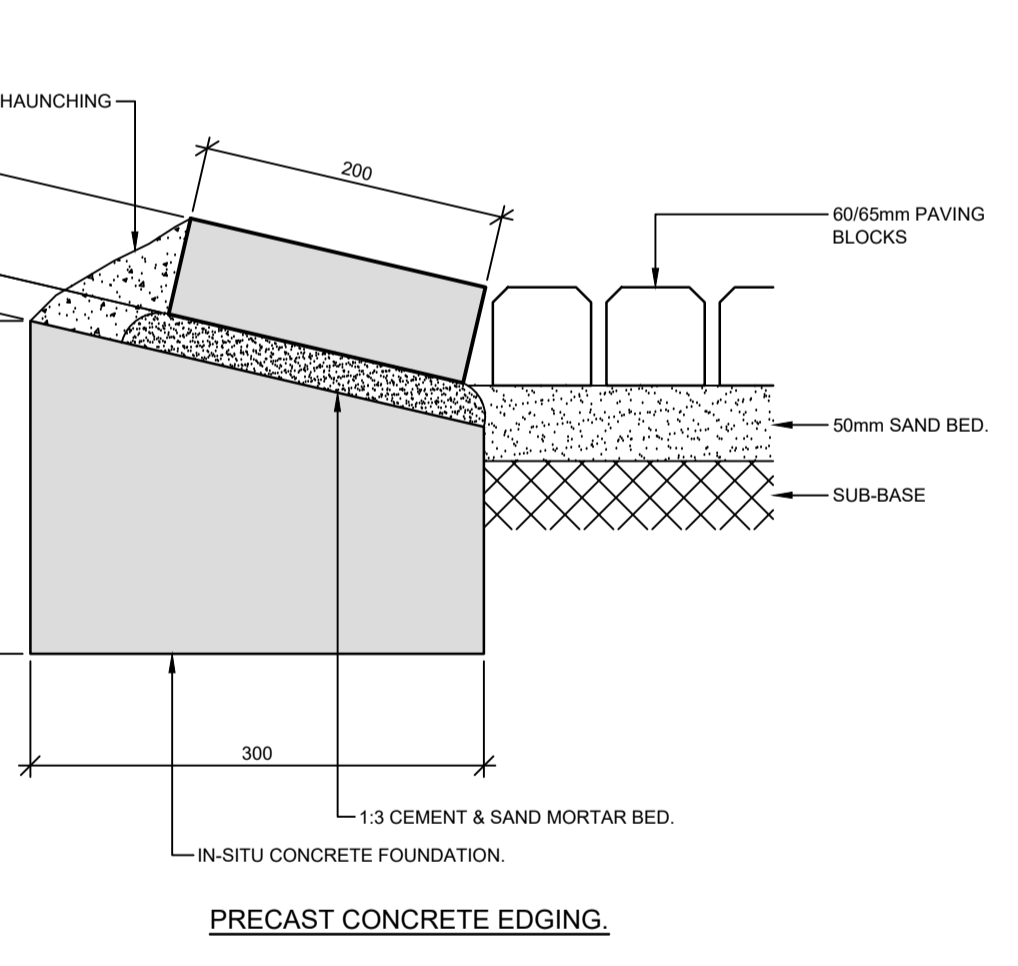 HAUNCHING
200
60/65mm PAVING
BLOCKS
50mm SAND BED.
SUB-BASE
300
1:3 CEMENT & SAND MORTAR BED.
IN-SITU CONCRETE FOUNDATION.
PRECAST CONCRETE EDGING.